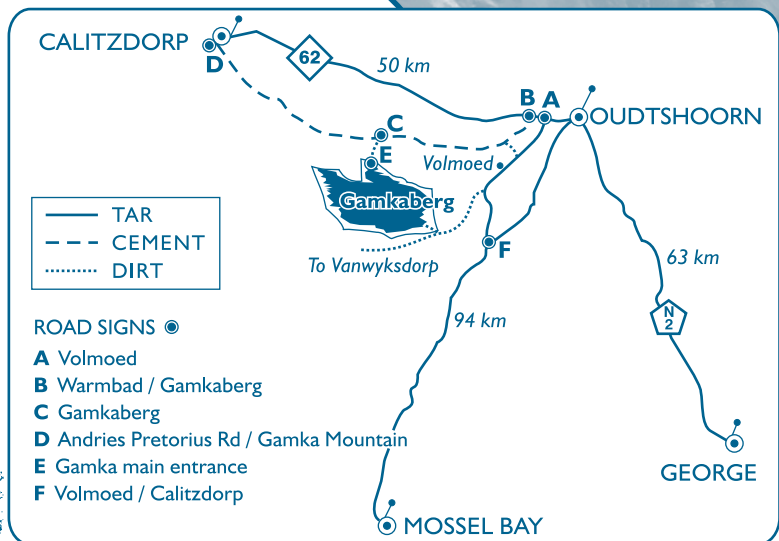 CALITZDORP
D
62
50 km
B
A
OUDTSHOORN
C
E
Volmoed
Gamkaberg
TAR
CEMENT
DIRT
To Vanwyksdorp
F
63 km
N
2
94 km
ROAD SIGNS
A Volmoed
B Warmbad / Gamkaberg
C Gamkaberg
D Andries Pretorius Rd / Gamka Mountain
E Gamka main entrance
F Volmoed / Calitzdorp
GEORGE
MOSSEL BAY